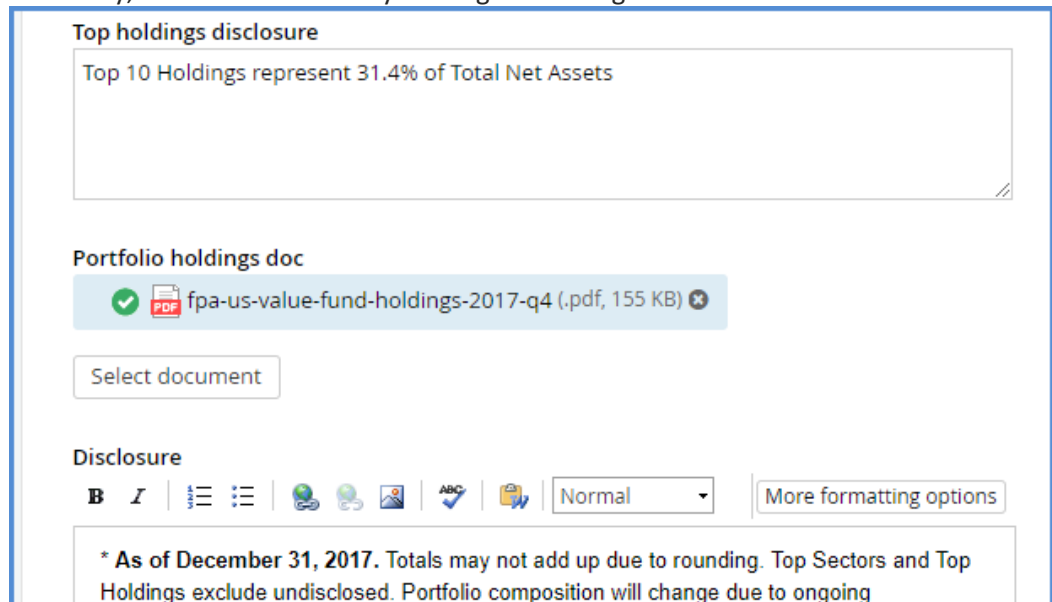 Top holdings disclosure
Top 10 Holdings represent 31.4% of Total Net Assets
Portfolio holdings doc
PDF fpa-us-value-fund-holdings-2017-q4 (.pdf, 155 KB)
Select document
Disclosure
B I ABC W Normal More formatting options
* As of December 31, 2017. Totals may not add up due to rounding. Top Sectors and Top
Holdings exclude undisclosed. Portfolio composition will change due to ongoing